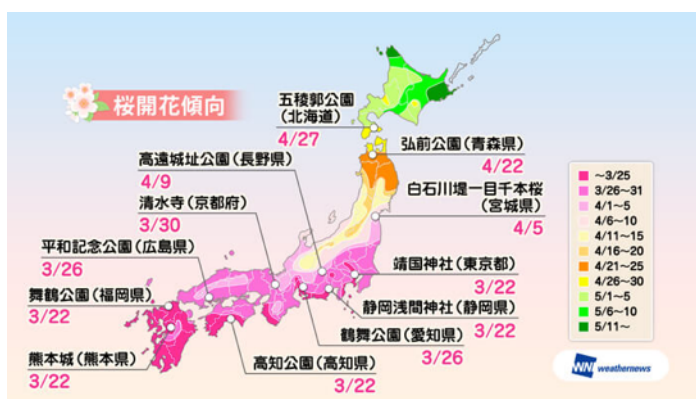 桜開花傾向
五稜郭公園
(北海道)
4/27
弘前公園(青森県)
4/22
高遠城址公園(長野県)
4/9
白石川堤一目千本桜
(宮城県)
4/5
清水寺(京都府)
3/30
平和記念公園(広島県)
3/26
靖国神社(東京都)
3/22
舞鶴公園(福岡県)
3/22
静岡浅間神社(静岡県)
3/22
鶴舞公園(愛知県)
3/26
熊本城(熊本県)
3/22
高知公園(高知県)
3/22
～3/25
3/26～31
4/1～5
4/6～10
4/11～15
4/16～20
4/21～25
4/26～30
5/1～5
5/6～10
5/11～
WNI weathernews